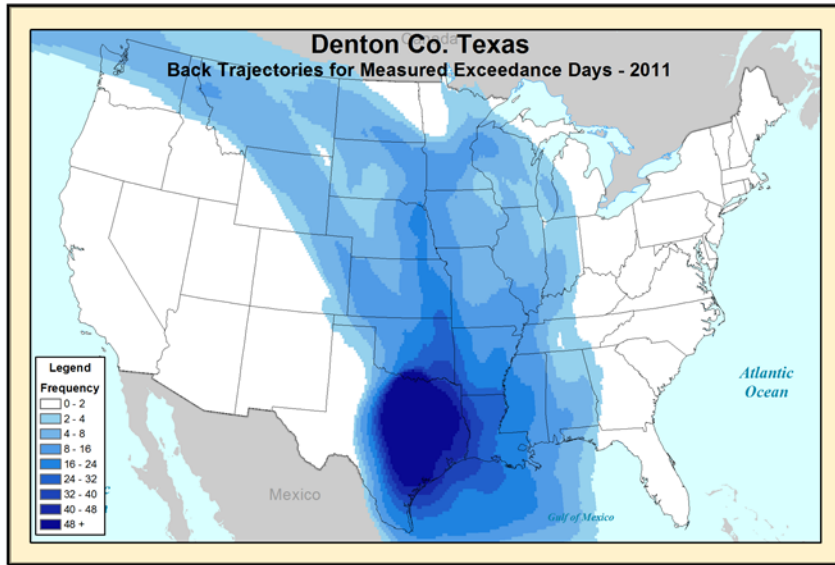 Canada
Denton Co. Texas
Back Trajectories for Measured Exceedance Days - 2011
Legend
Frequency
0 - 2
2 - 4
4 - 8
8 - 16
16 - 24
24 - 32
32 - 40
40 - 48
48 +
Atlantic
Ocean
Mexico
Gulf of Mexico